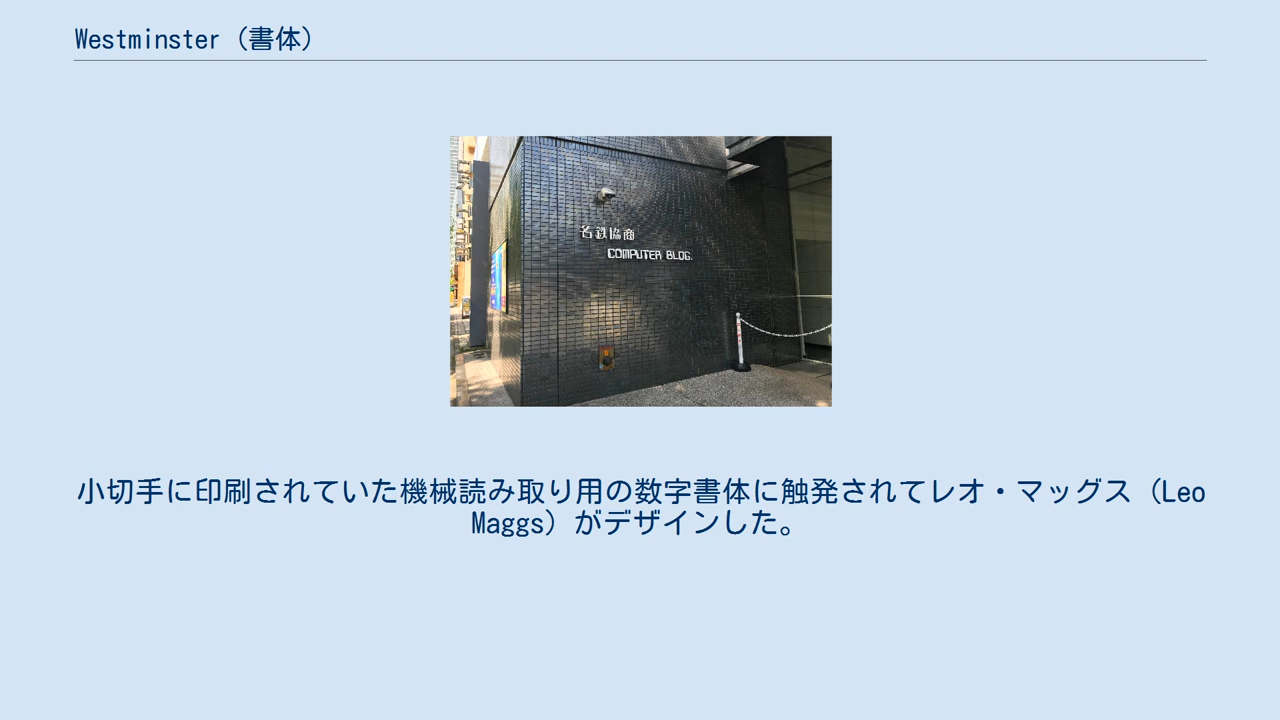 Westminster（書体）
名鉄協商
COMPUTER BLDG.
小切手に印刷されていた機械読み取り用の数字書体に触発されてレオ・マッグス（Leo
Maggs）がデザインした。